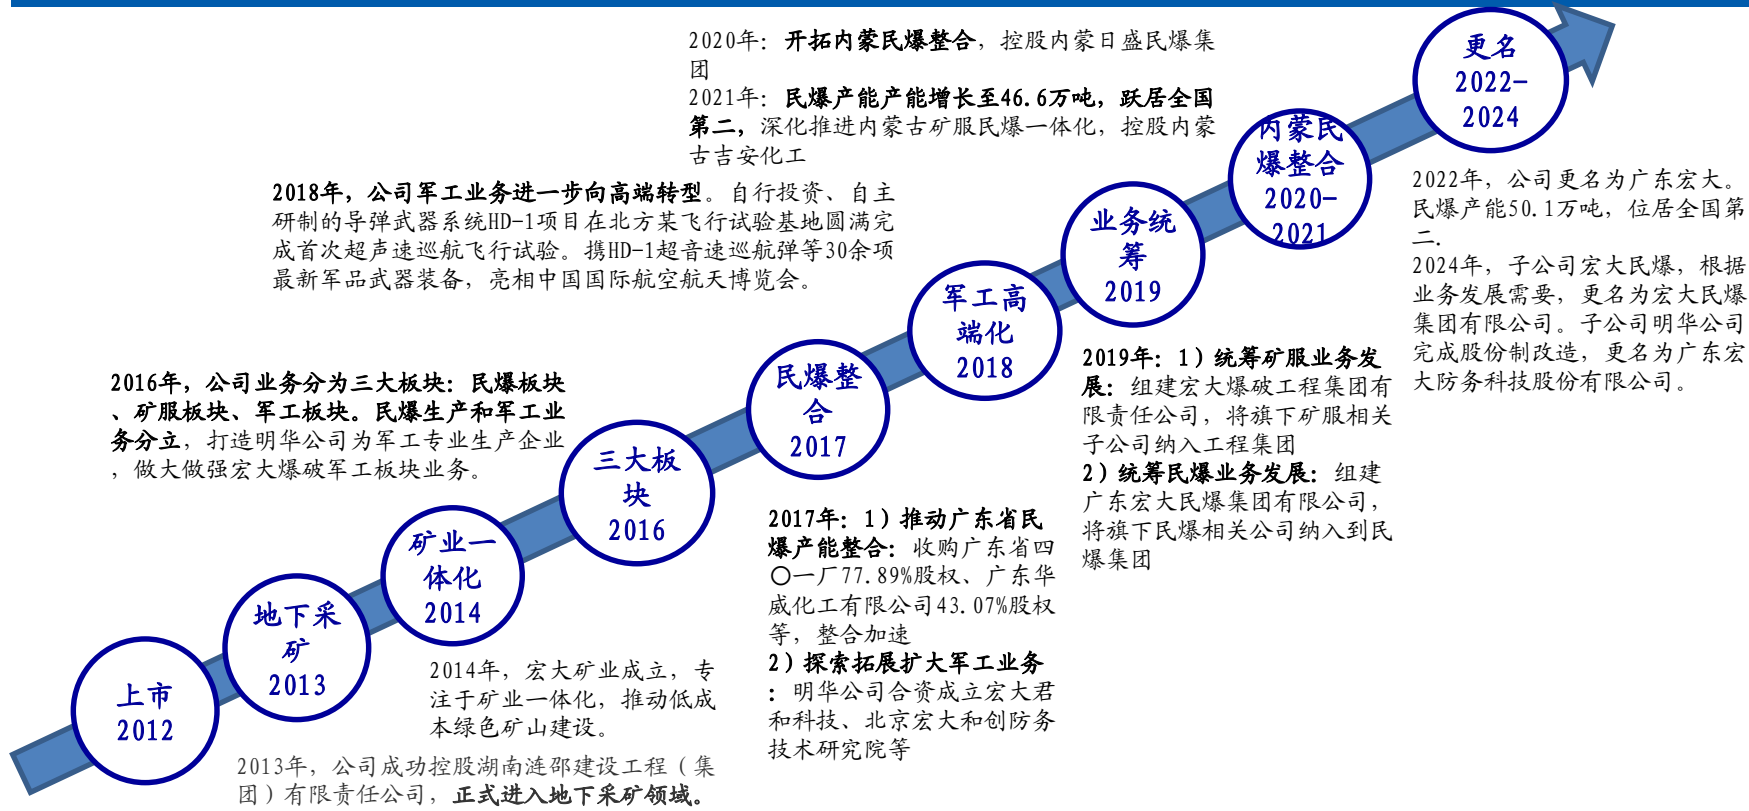 2020年：开拓内蒙民爆整合，控股内蒙日盛民爆集
团
2021年：民爆产能产能增长至46.6万吨，跃居全国
第二，深化推进内蒙古矿服民爆一体化，控股内蒙
古吉安化工
更名
2022-
2024
内蒙民
爆整合
2020-
2021
2022年，公司更名为广东宏大。
民爆产能50.1万吨，位居全国第
二.
2024年，子公司宏大民爆，根据
业务发展需要，更名为宏大民爆
集团有限公司。子公司明华公司
完成股份制改造，更名为广东宏
大防务科技股份有限公司。
2018年，公司军工业务进一步向高端转型。自行投资、自主
研制的导弹武器系统HD-1项目在北方某飞行试验基地圆满完
成首次超声速巡航飞行试验。携HD-1超音速巡航弹等30余项
最新军品武器装备，亮相中国国际航空航天博览会。
业务统
筹
2019
军工高
端化
2018
2019年：1）统筹矿服业务发
展：组建宏大爆破工程集团有
限责任公司，将旗下矿服相关
子公司纳入工程集团
2）统筹民爆业务发展：组建
广东宏大民爆集团有限公司，
将旗下民爆相关公司纳入到民
爆集团
民爆整
合
2017
2016年，公司业务分为三大板块：民爆板块
、矿服板块、军工板块。民爆生产和军工业
务分立，打造明华公司为军工专业生产企业
，做大做强宏大爆破军工板块业务。
三大板
块
2016
2017年：1）推动广东省民
爆产能整合：收购广东省四
〇一厂77.89%股权、广东华
威化工有限公司43.07%股权
等，整合加速
2）探索拓展扩大军工业务
：明华公司合资成立宏大君
和科技、北京宏大和创防务
技术研究院等
矿业一
体化
2014
地下采
矿
2013
上市
2012
2014年，宏大矿业成立，专
注于矿业一体化，推动低成
本绿色矿山建设。
2013年，公司成功控股湖南涟邵建设工程（集
团）有限责任公司，正式进入地下采矿领域。